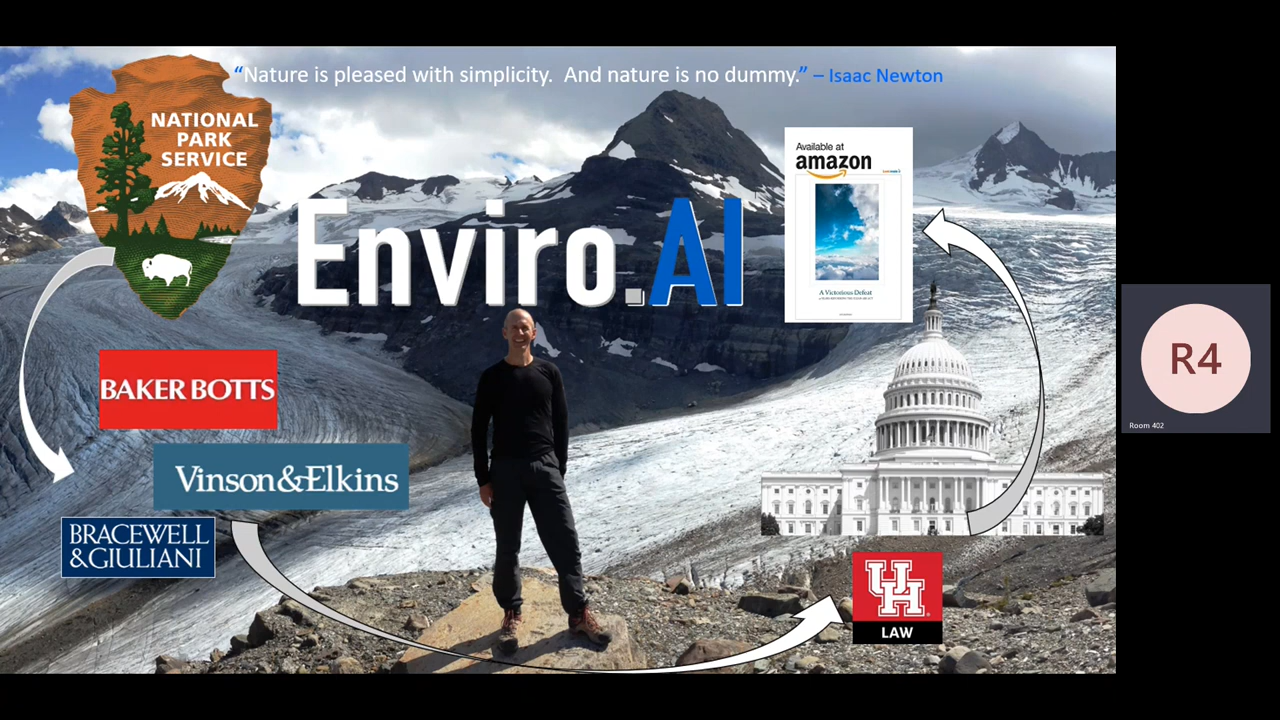 “Nature is pleased with simplicity. And nature is no dummy.” – Isaac Newton
NATIONAL
PARK
SERVICE
Enviro.AI
Available at
amazon
A Victorious Defeat
BAKER BOTTS
Vinson&Elkins
BRACEWELL
&GIULIANI
UH
LAW
R4
Room 402